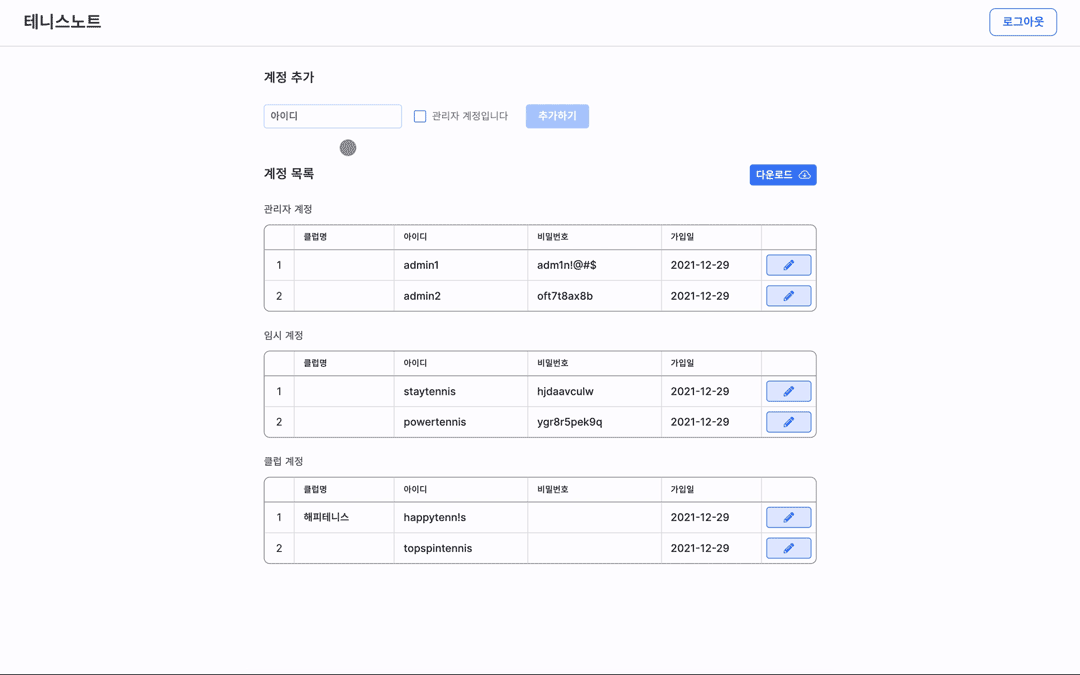 테니스노트 로그아웃
계정 추가
아이디 관리자 계정입니다 추가하기
계정 목록 다운로드
관리자 계정
클럽명 아이디 비밀번호 가입일
1 admin1 adm1n!@#$ 2021-12-29
2 admin2 oft7t8ax8b 2021-12-29
임시 계정
클럽명 아이디 비밀번호 가입일
1 staytennis hjdaavculw 2021-12-29
2 powertennis ygr8r5pek9q 2021-12-29
클럽 계정
클럽명 아이디 비밀번호 가입일
1 해피테니스 happytenn!s 2021-12-29
2 topspintennis 2021-12-29